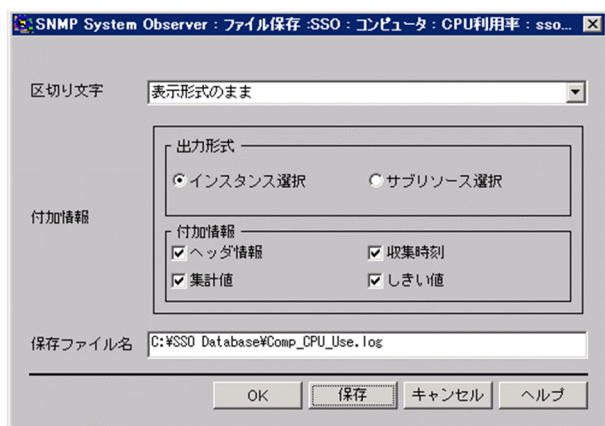 SNMP System Observer : ファイル保存 :SSO : コンピュータ : CPU利用率 : sso...
区切り文字
表示形式のまま
出力形式
インスタンス選択
サブリソース選択
付加情報
付加情報
ヘッダ情報
収集時刻
集計値
しきい値
保存ファイル名
C:¥SSO Database¥Comp_CPU_Use.log
OK
保存
キャンセル
ヘルプ